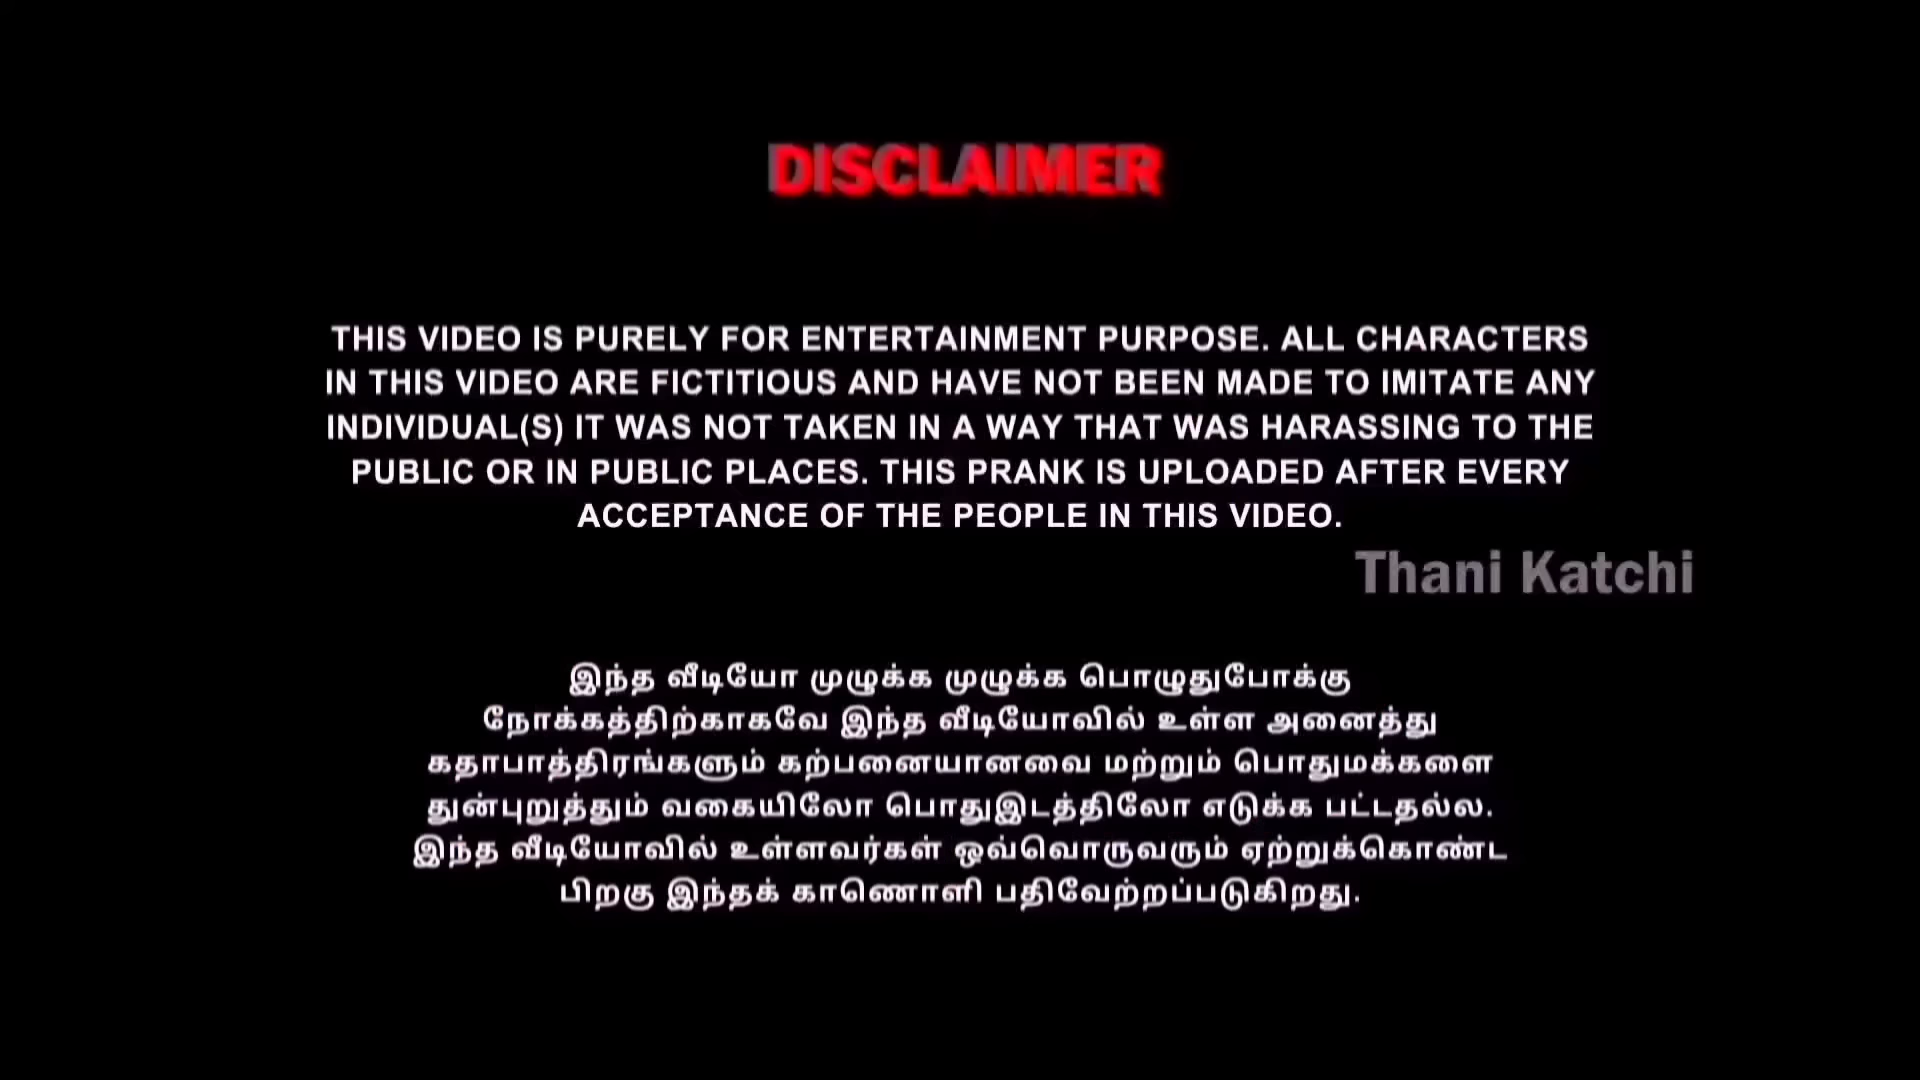 DISCLAIMER
THIS VIDEO IS PURELY FOR ENTERTAINMENT PURPOSE. ALL CHARACTERS
IN THIS VIDEO ARE FICTITIOUS AND HAVE NOT BEEN MADE TO IMITATE ANY
INDIVIDUAL(S) IT WAS NOT TAKEN IN A WAY THAT WAS HARASSING TO THE
PUBLIC OR IN PUBLIC PLACES. THIS PRANK IS UPLOADED AFTER EVERY
ACCEPTANCE OF THE PEOPLE IN THIS VIDEO.
Thani Katchi
இந்த வீடியோ முழுக்க முழுக்க பொழுதுபோக்கு
நோக்கத்திற்காகவே இந்த வீடியோவில் உள்ள அனைத்து
கதாபாத்திரங்களும் கற்பனையானவை மற்றும் பொதுமக்களை
துன்புறுத்தும் வகையிலோ பொதுஇடத்திலோ எடுக்க பட்டதல்ல.
இந்த வீடியோவில் உள்ளவர்கள் ஒவ்வொருவரும் ஏற்றுக்கொண்ட
பிறகு இந்தக் காணொளி பதிவேற்றப்படுகிறது.